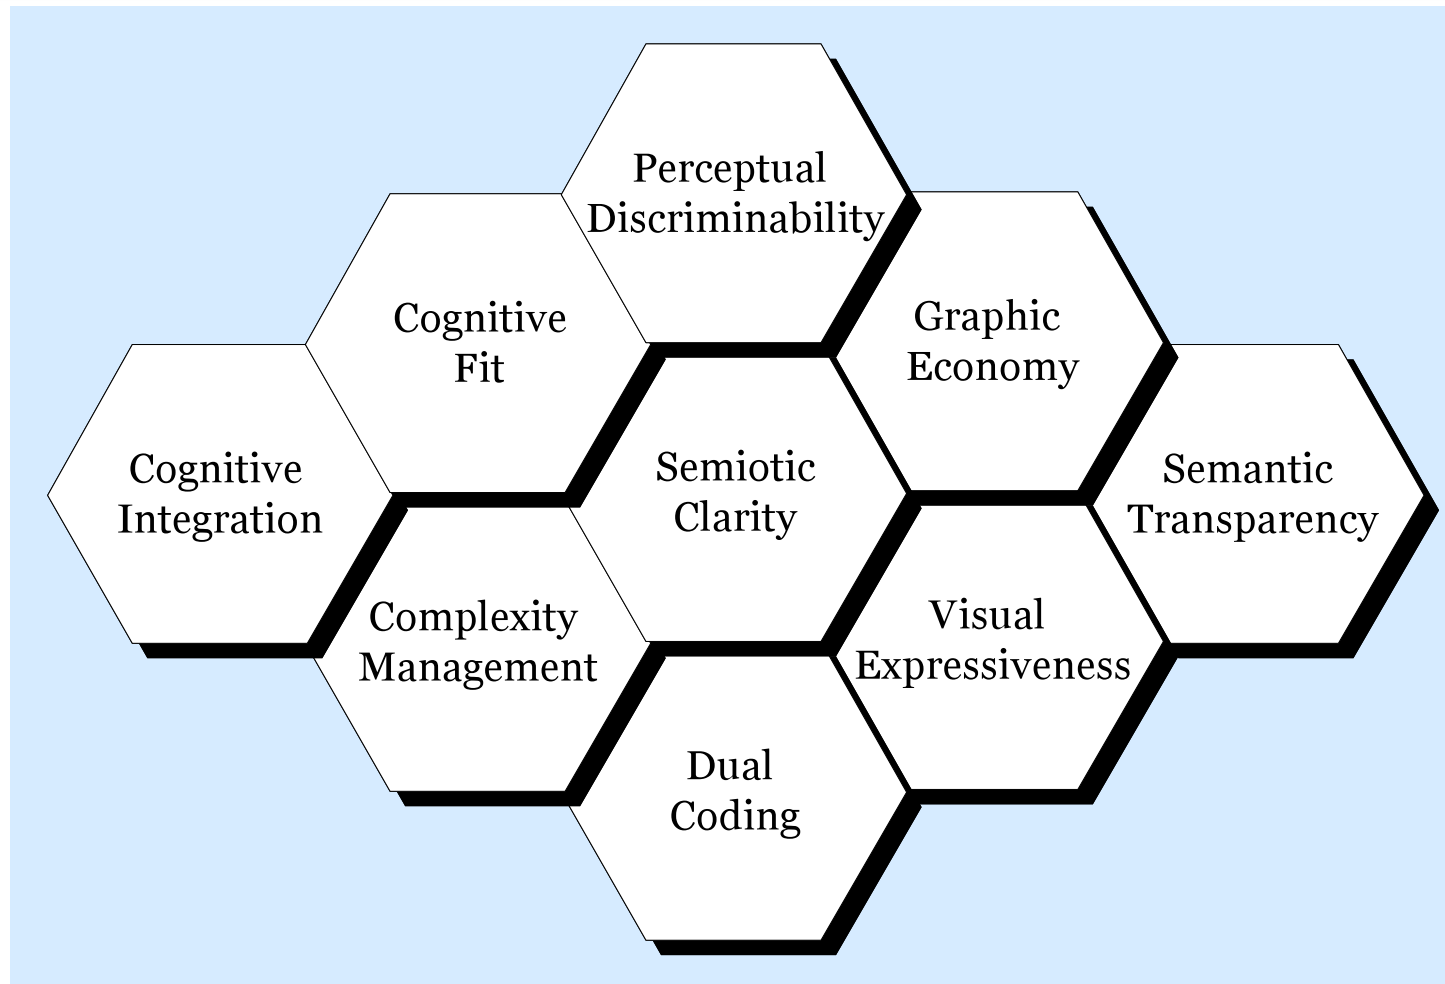 Perceptual
Discriminability
Cognitive
Fit
Graphic
Economy
Cognitive
Integration
Semiotic
Clarity
Semantic
Transparency
Complexity
Management
Visual
Expressiveness
Dual
Coding